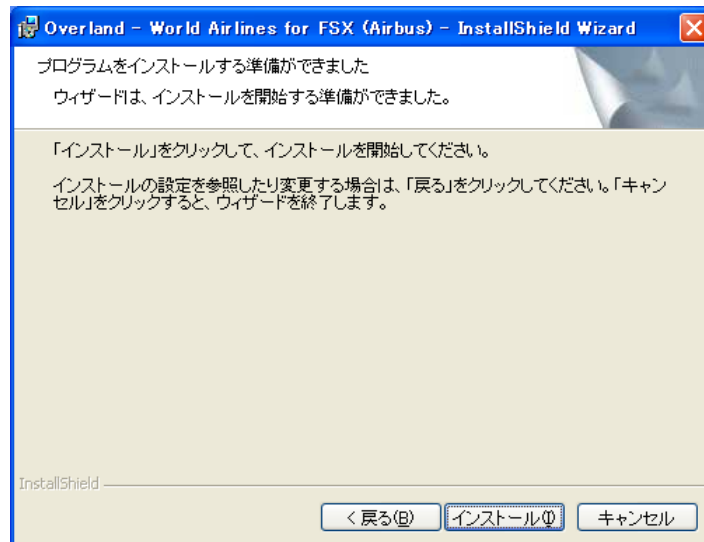 Overland - World Airlines for FSX (Airbus) - InstallShield Wizard
プログラムをインストールする準備ができました
ウィザードは、インストールを開始する準備ができました。
「インストール」をクリックして、インストールを開始してください。
インストールの設定を参照したり変更する場合は、「戻る」をクリックしてください。「キャン
セル」をクリックすると、ウィザードを終了します。
InstallShield
< 戻る(B) インストール(I) キャンセル